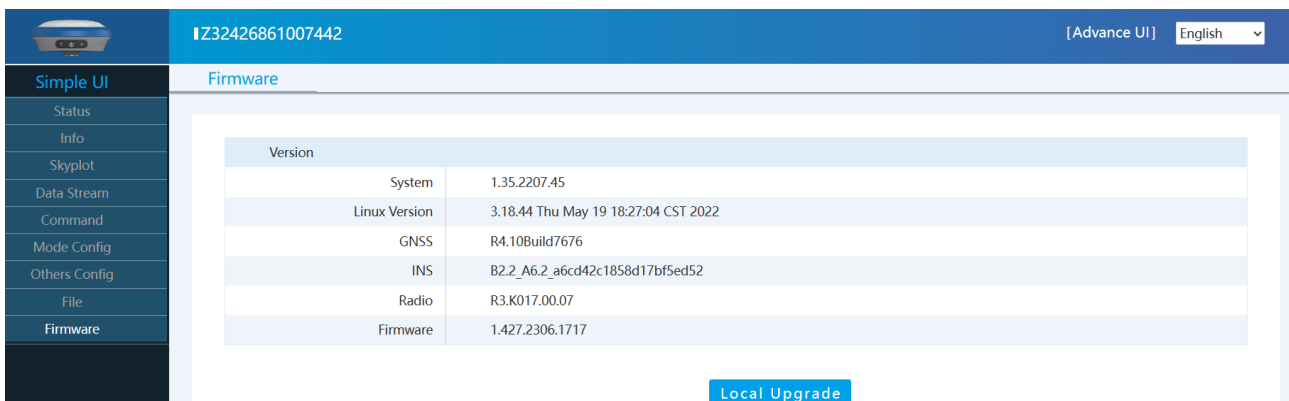 IZ32426861007442
[Advance UI]
English
Simple UI
Status
Info
Skyplot
Data Stream
Command
Mode Config
Others Config
File
Firmware
Firmware
Version
System 1.35.2207.45
Linux Version 3.18.44 Thu May 19 18:27:04 CST 2022
GNSS R4.10Build7676
INS B2.2_A6.2_a6cd42c1858d17bf5ed52
Radio R3.K017.00.07
Firmware 1.427.2306.1717
Local Upgrade